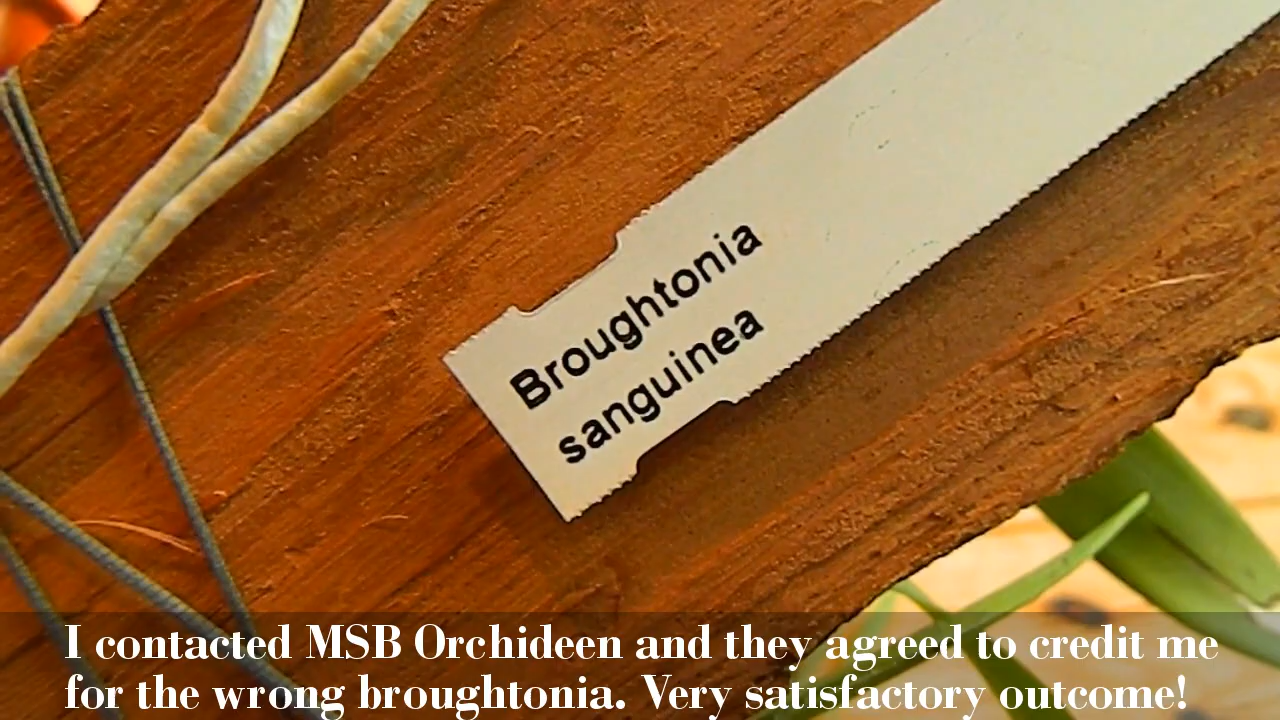 Broughtonia
sanguinea
I contacted MSB Orchideen and they agreed to credit me
for the wrong broughtonia. Very satisfactory outcome!